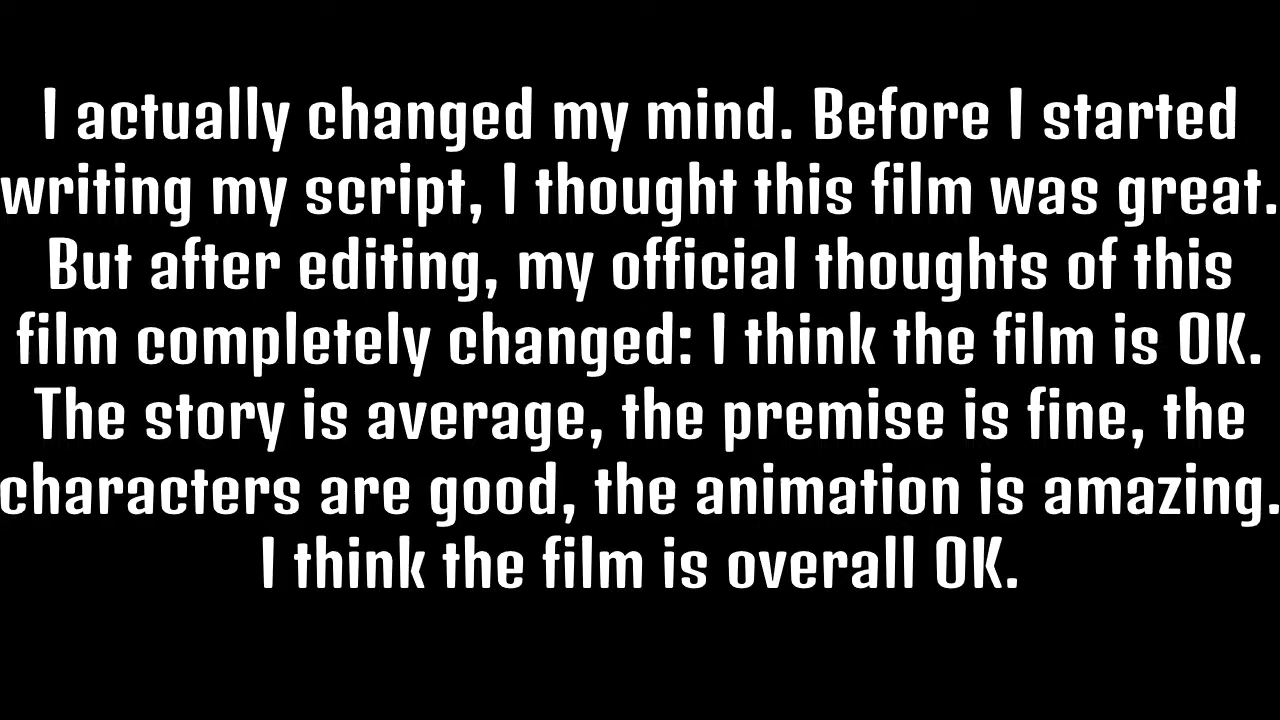 I actually changed my mind. Before I started
writing my script, I thought this film was great.
But after editing, my official thoughts of this
film completely changed: I think the film is OK.
The story is average, the premise is fine, the
characters are good, the animation is amazing.
I think the film is overall OK.